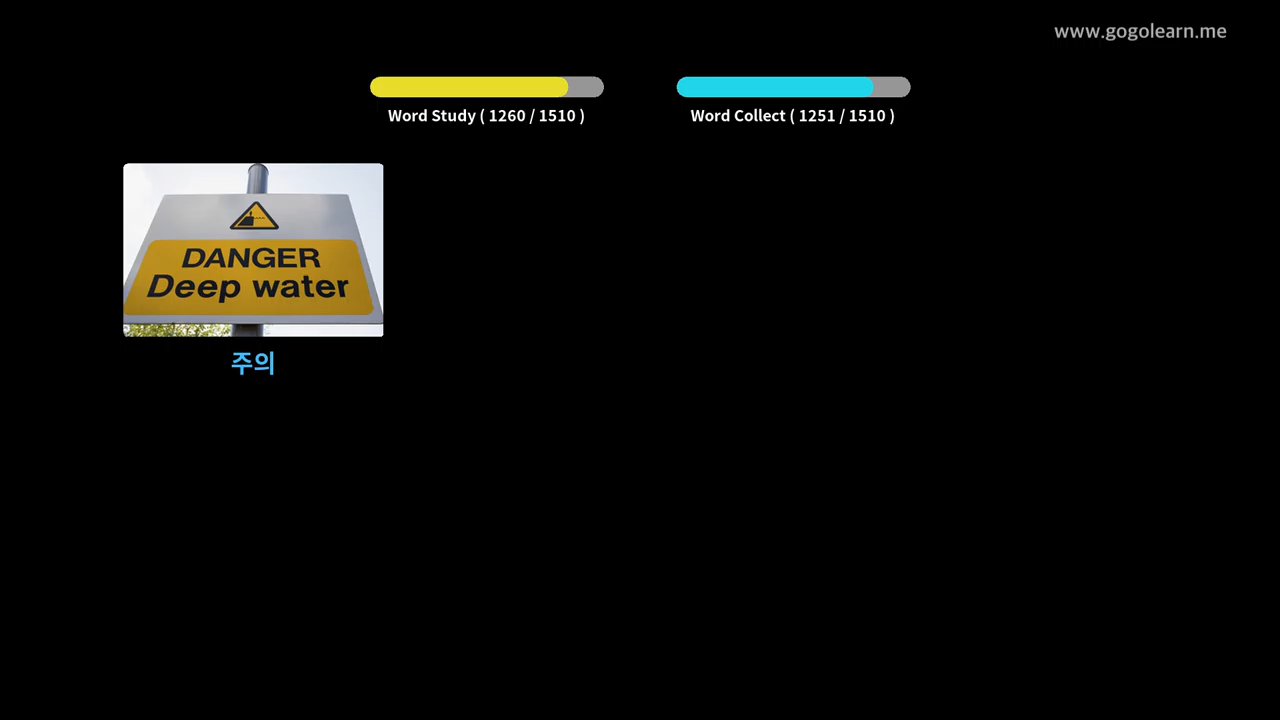 www.gogolearn.me
Word Study ( 1260 / 1510 )
Word Collect ( 1251 / 1510 )
DANGER
Deep water
주의